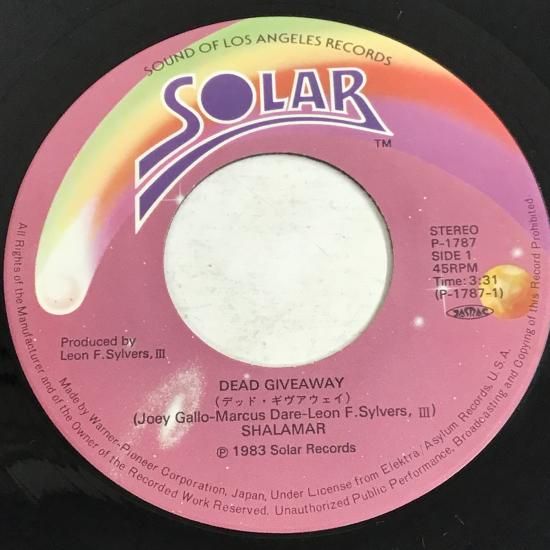 SOUND OF LOS ANGELES RECORDS
SOLAR
TM
STEREO
P-1787
SIDE 1
45RPM
Time: 3:31
(P-1787-1)
JASRAC
Produced by
Leon F. Sylvers, III
DEAD GIVEAWAY
(デッド・ギヴアウェイ)
(Joey Gallo-Marcus Dare-Leon F. Sylvers, III)
SHALAMAR
Ⓟ 1983 Solar Records
Made by Warner-Pioneer Corporation, Japan, Under License from Elektra/Asylum Records, U.S.A.
All Rights of the Manufacturer and of the Owner of the Recorded Work Reserved. Unauthorized Public Performance, Broadcasting and Copying of this Record Prohibited.